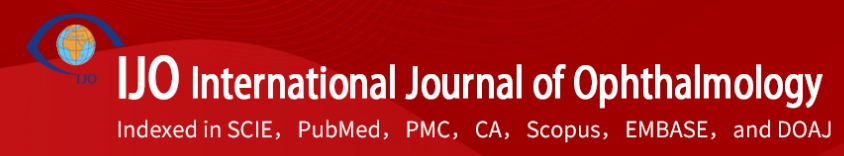 IJO
IJO International Journal of Ophthalmology
Indexed in SCIE, PubMed, PMC, CA, Scopus, EMBASE, and DOAJ